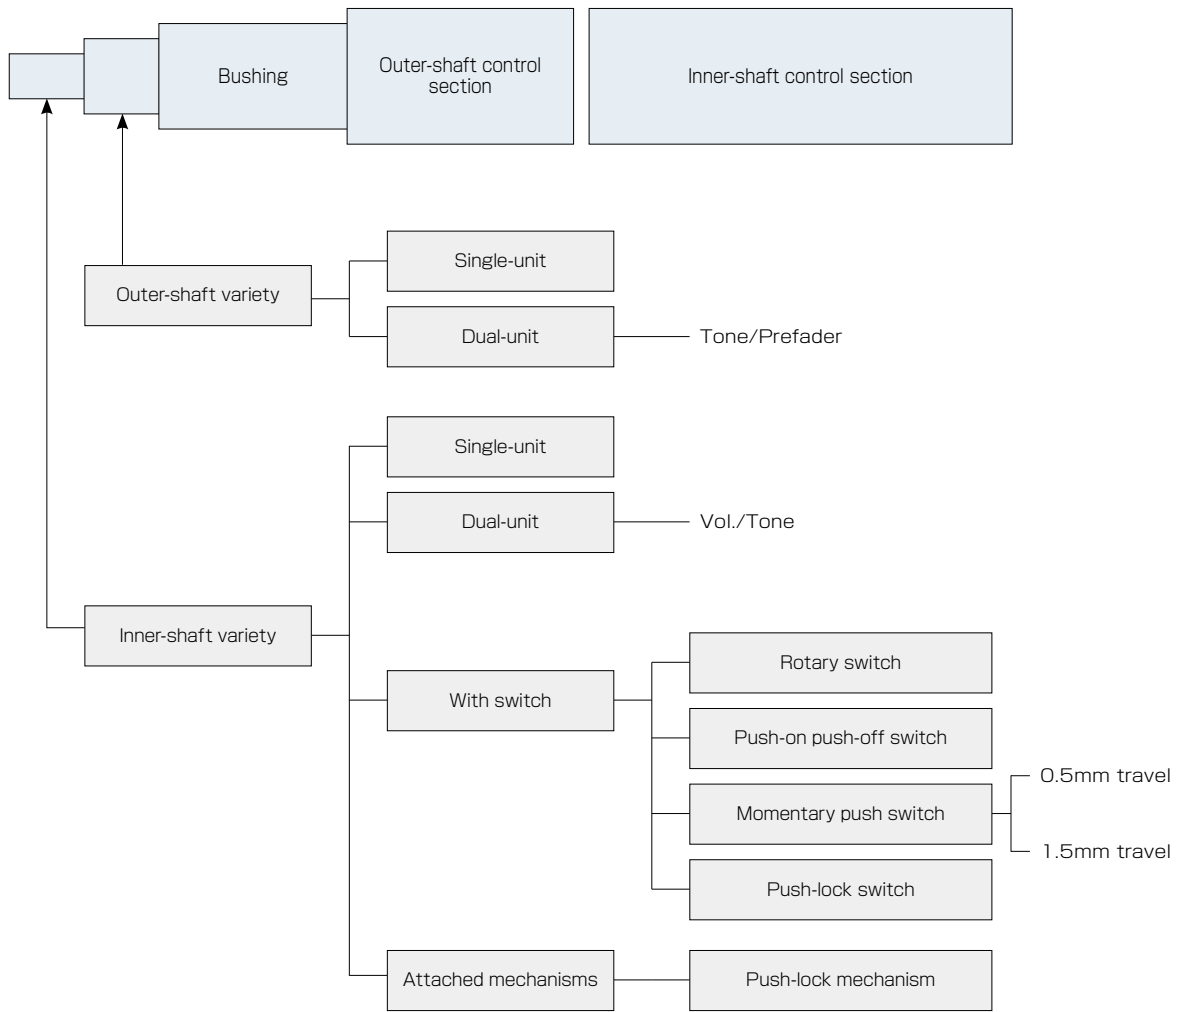 Bushing
Outer-shaft control
section
Inner-shaft control section
Outer-shaft variety
Single-unit
Dual-unit
Tone/Prefader
Inner-shaft variety
Single-unit
Dual-unit
Vol./Tone
With switch
Rotary switch
Push-on push-off switch
Momentary push switch
0.5mm travel
1.5mm travel
Push-lock switch
Attached mechanisms
Push-lock mechanism